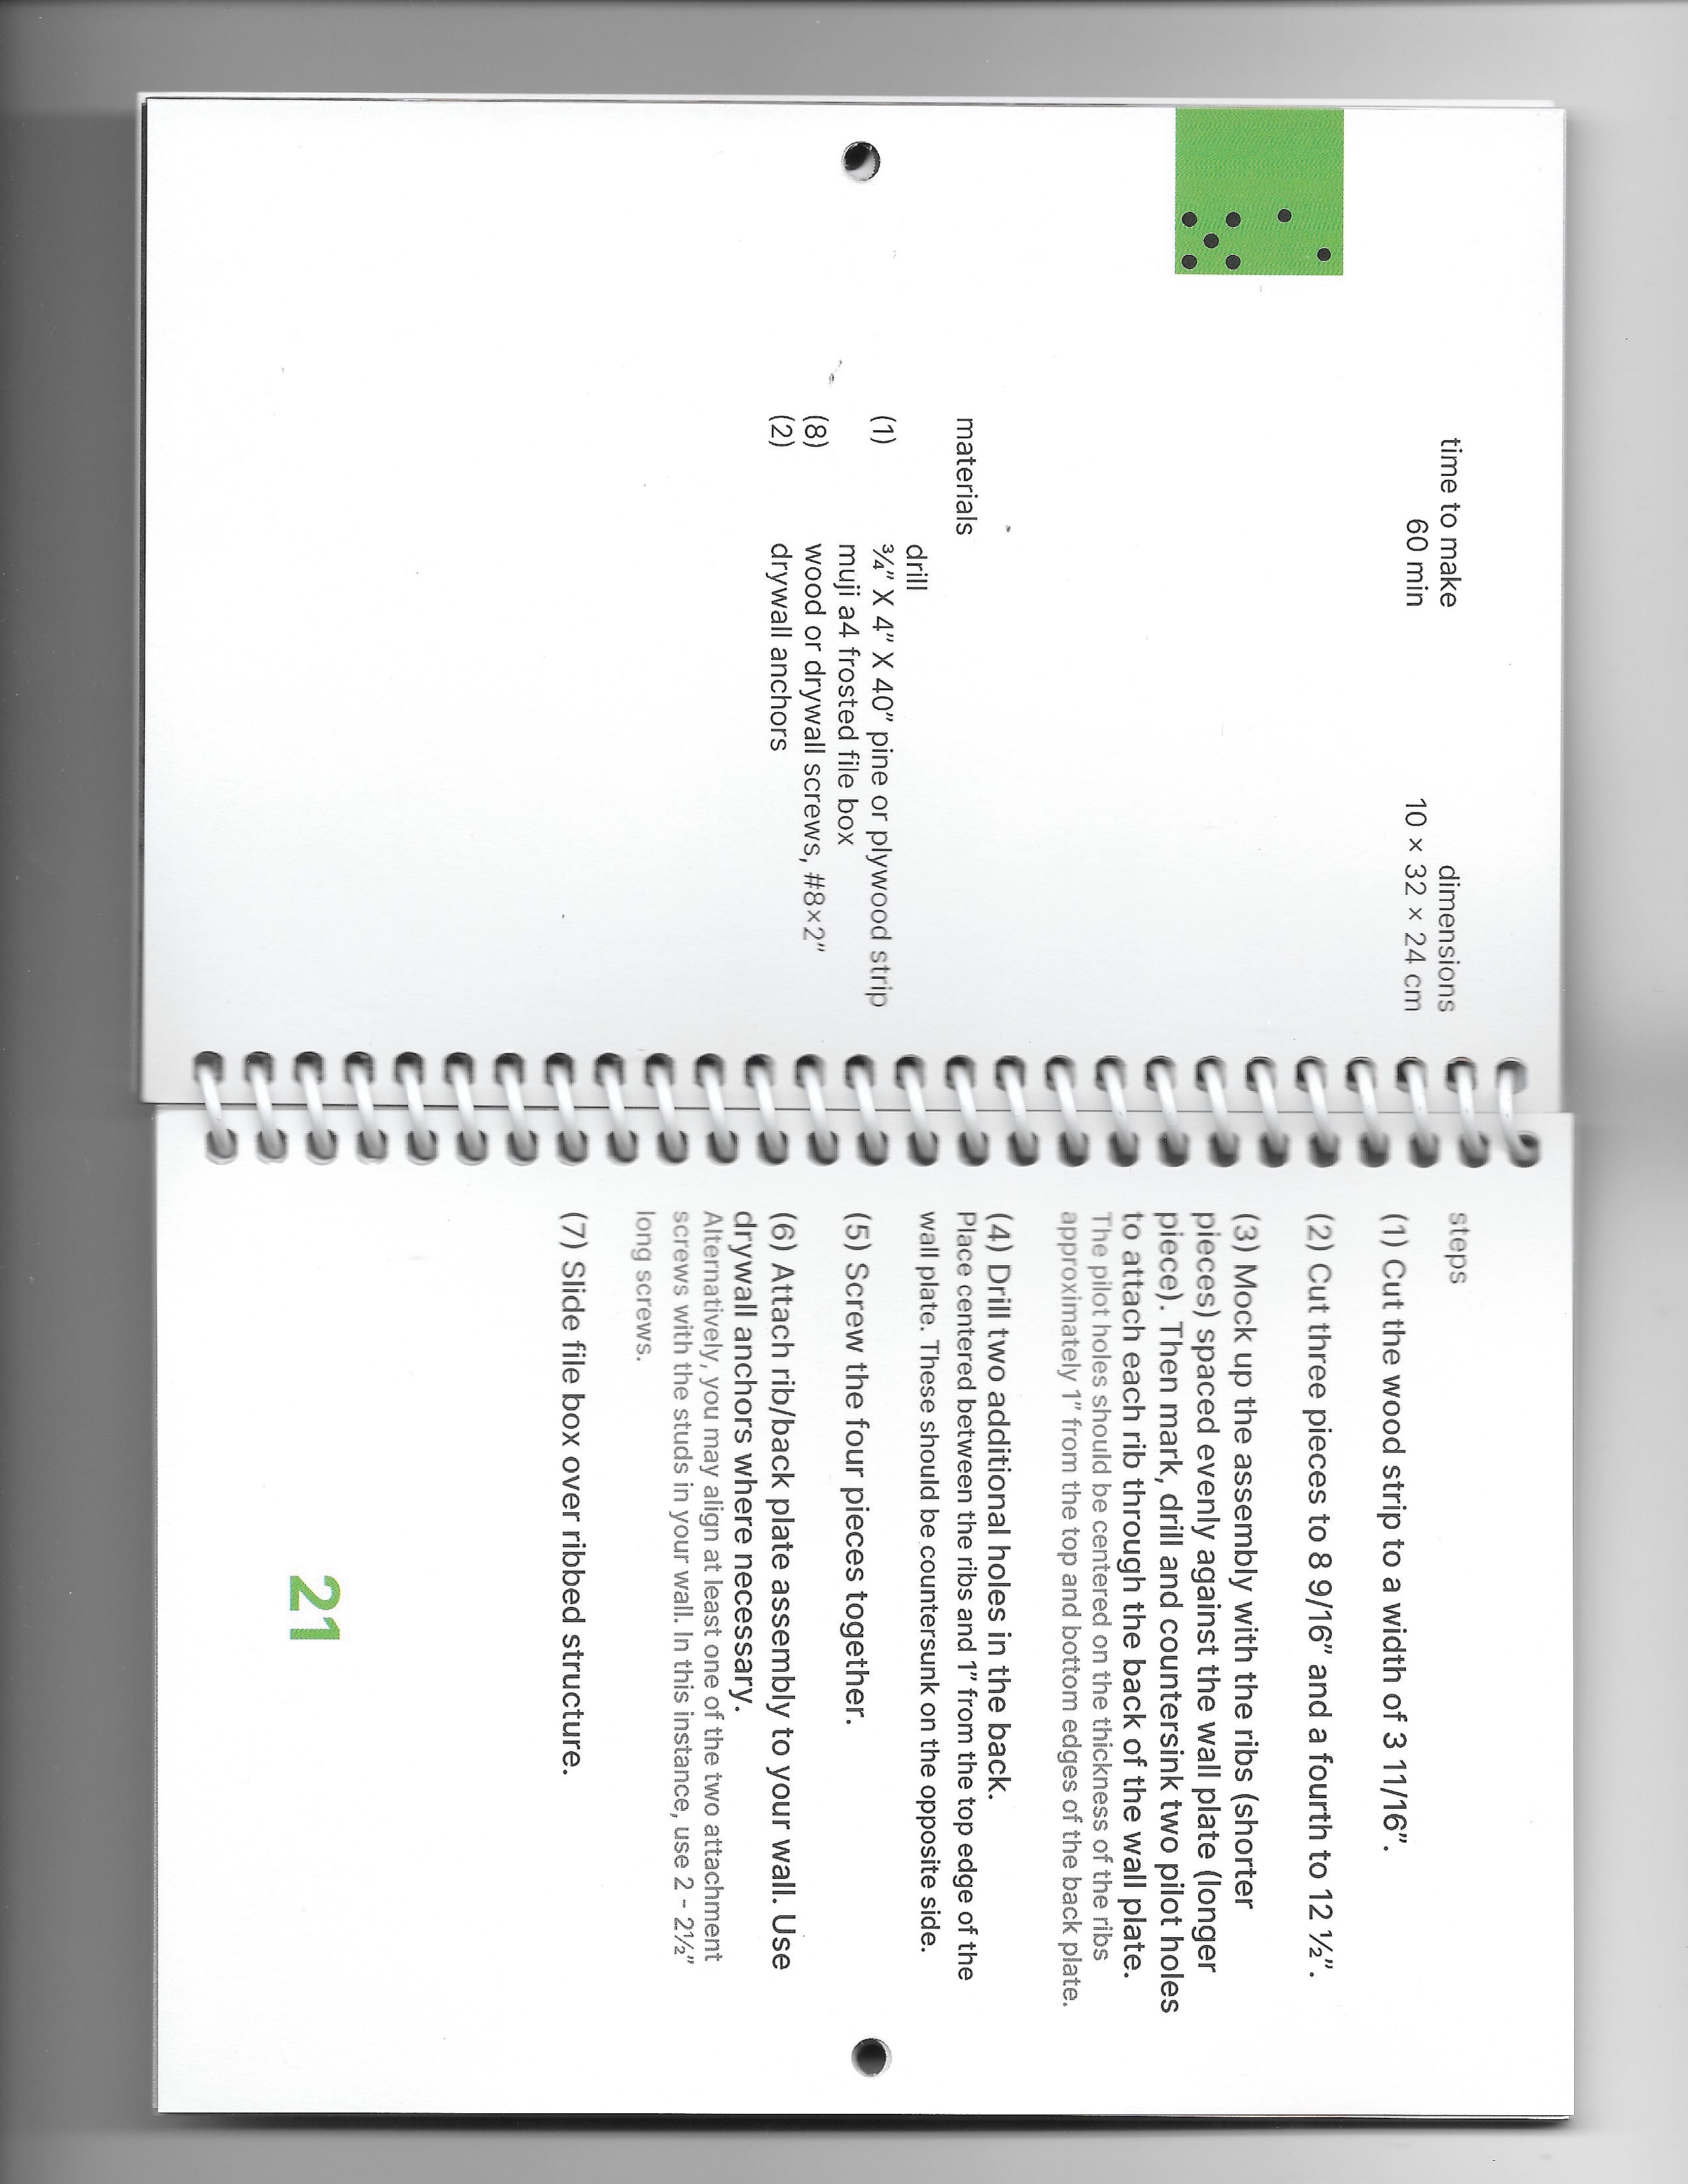 time to make
60 min
dimensions
10 × 32 × 24 cm
materials
drill
(1) ¾” X 4” X 40” pine or plywood strip
muji a4 frosted file box
(8) wood or drywall screws, #8×2”
(2) drywall anchors
steps
(1) Cut the wood strip to a width of 3 11/16”.
(2) Cut three pieces to 8 9/16” and a fourth to 12 ½”.
(3) Mock up the assembly with the ribs (shorter
pieces) spaced evenly against the wall plate (longer
piece). Then mark, drill and countersink two pilot holes
to attach each rib through the back of the wall plate.
The pilot holes should be centered on the thickness of the ribs
approximately 1” from the top and bottom edges of the back plate.
(4) Drill two additional holes in the back.
Place centered between the ribs and 1” from the top edge of the
wall plate. These should be countersunk on the opposite side.
(5) Screw the four pieces together.
(6) Attach rib/back plate assembly to your wall. Use
drywall anchors where necessary.
Alternatively, you may align at least one of the two attachment
screws with the studs in your wall. In this instance, use 2 - 2½”
long screws.
(7) Slide file box over ribbed structure.
21